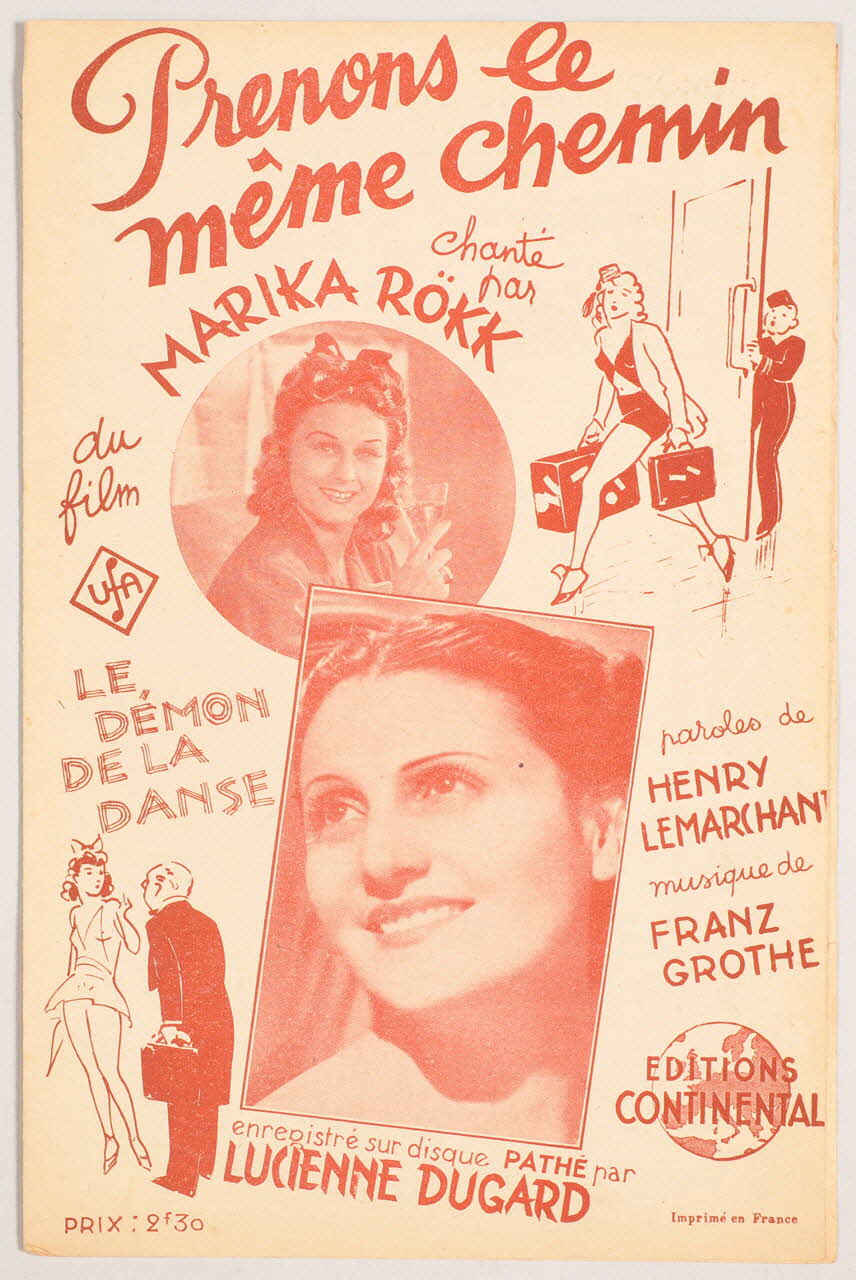 Prenons le
même chemin
chanté
par
MARIKA RÖKK
du
film
UFA
LE
DÉMON
DE LA
DANSE
paroles de
HENRY
LEMARCHAN
musique de
FRANZ
GROTHE
EDITIONS
CONTINENTAL
enregistré sur disque PATHÉ par
LUCIENNE DUGARD
PRIX : 2f30
Imprimé en France